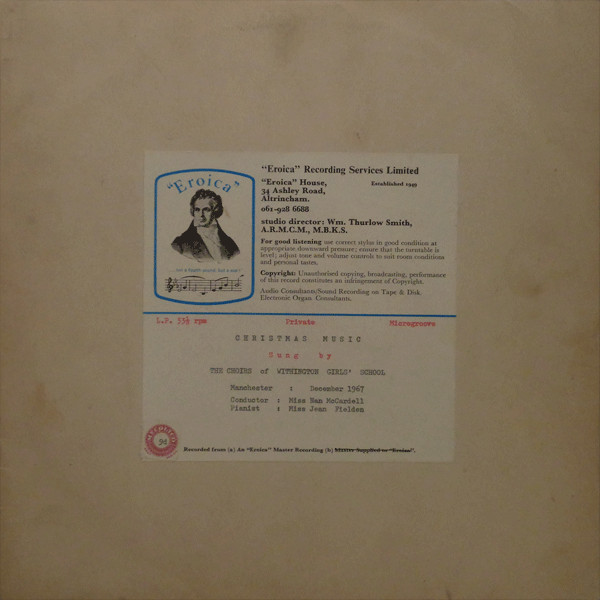 "Eroica"
"Eroica" Recording Services Limited
"Eroica" House,
Established 1949
34 Ashley Road,
Altrincham.
061-928 6688
studio director: Wm. Thurlow Smith,
A.R.M.C.M., M.B.K.S.
For good listening use correct stylus in good condition at
appropriate downward pressure; ensure that the turntable is
level; adjust tone and volume controls to suit room conditions
and personal tastes.
Copyright: Unauthorised copying, broadcasting, performance
of this record constitutes an infringement of Copyright.
Audio Consultants/Sound Recording on Tape & Disk.
Electronic Organ Consultants.
L.P. 33⅓ rpm Private Microgroove
CHRISTMAS MUSIC
Sung by
THE CHOIRS of WITHINGTON GIRLS' SCHOOL
Manchester : December 1967
Conductor : Miss Nan McCardell
Pianist : Miss Jean Fielden
9d
Recorded from (a) An "Eroica" Master Recording (b) Master Supplied to "Eroica".